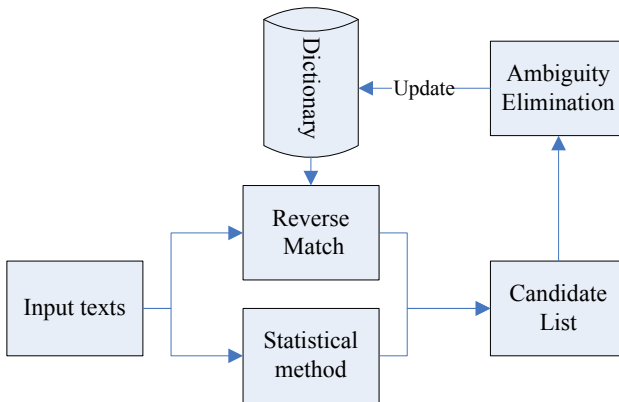 Dictionary
Update
Ambiguity
Elimination
Reverse
Match
Input texts
Candidate
List
Statistical
method